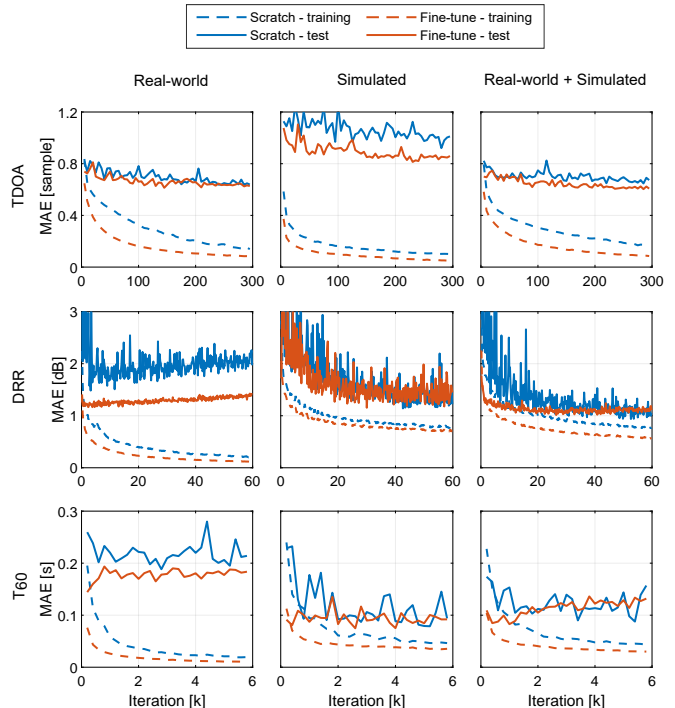 Scratch - training Fine-tune - training
Scratch - test Fine-tune - test
Real-world Simulated Real-world + Simulated
TDOA
MAE [sample]
1.2
0.8
0.4
0
0 100 200 300 0 100 200 300 0 100 200 300
DRR
MAE [dB]
3
2
1
0
0 20 40 60 0 20 40 60 0 20 40 60
T60
MAE [s]
0.3
0.2
0.1
0
0 2 4 6 0 2 4 6 0 2 4 6
Iteration [k] Iteration [k] Iteration [k]